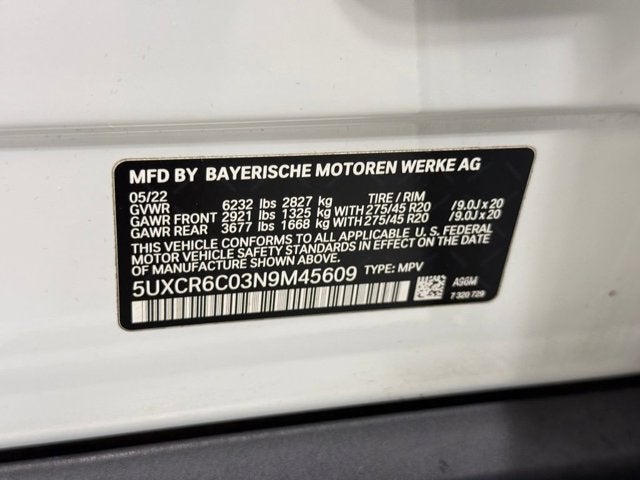 MFD BY BAYERISCHE MOTOREN WERKE AG
05/22 TIRE / RIM
GVWR 6232 lbs 2827 kg
GAWR FRONT 2921 lbs 1325 kg WITH 275/45 R20 /9.0J x 20
GAWR REAR 3677 lbs 1668 kg WITH 275/45 R20 /9.0J x 20
THIS VEHICLE CONFORMS TO ALL APPLICABLE U. S. FEDERAL
MOTOR VEHICLE SAFETY STANDARDS IN EFFECT ON THE DATE
OF MANUFACTURE SHOWN ABOVE.
5UXCR6C03N9M45609 TYPE: MPV
ASGM
7 320 729